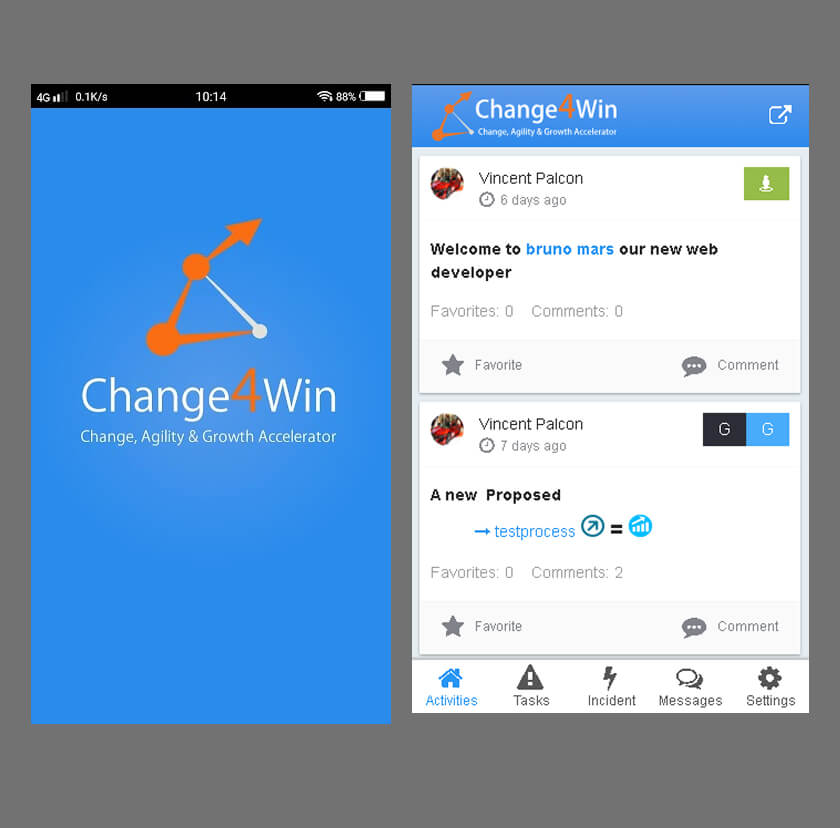 4G 0.1K/s 10:14 88%
Change4Win
Change, Agility & Growth Accelerator
Change4Win
Change, Agility & Growth Accelerator
Vincent Palcon
6 days ago
Welcome to bruno mars our new web
developer
Favorites: 0 Comments: 0
Favorite Comment
Vincent Palcon
7 days ago
G G
A new Proposed
testprocess =
Favorites: 0 Comments: 2
Favorite Comment
Activities Tasks Incident Messages Settings